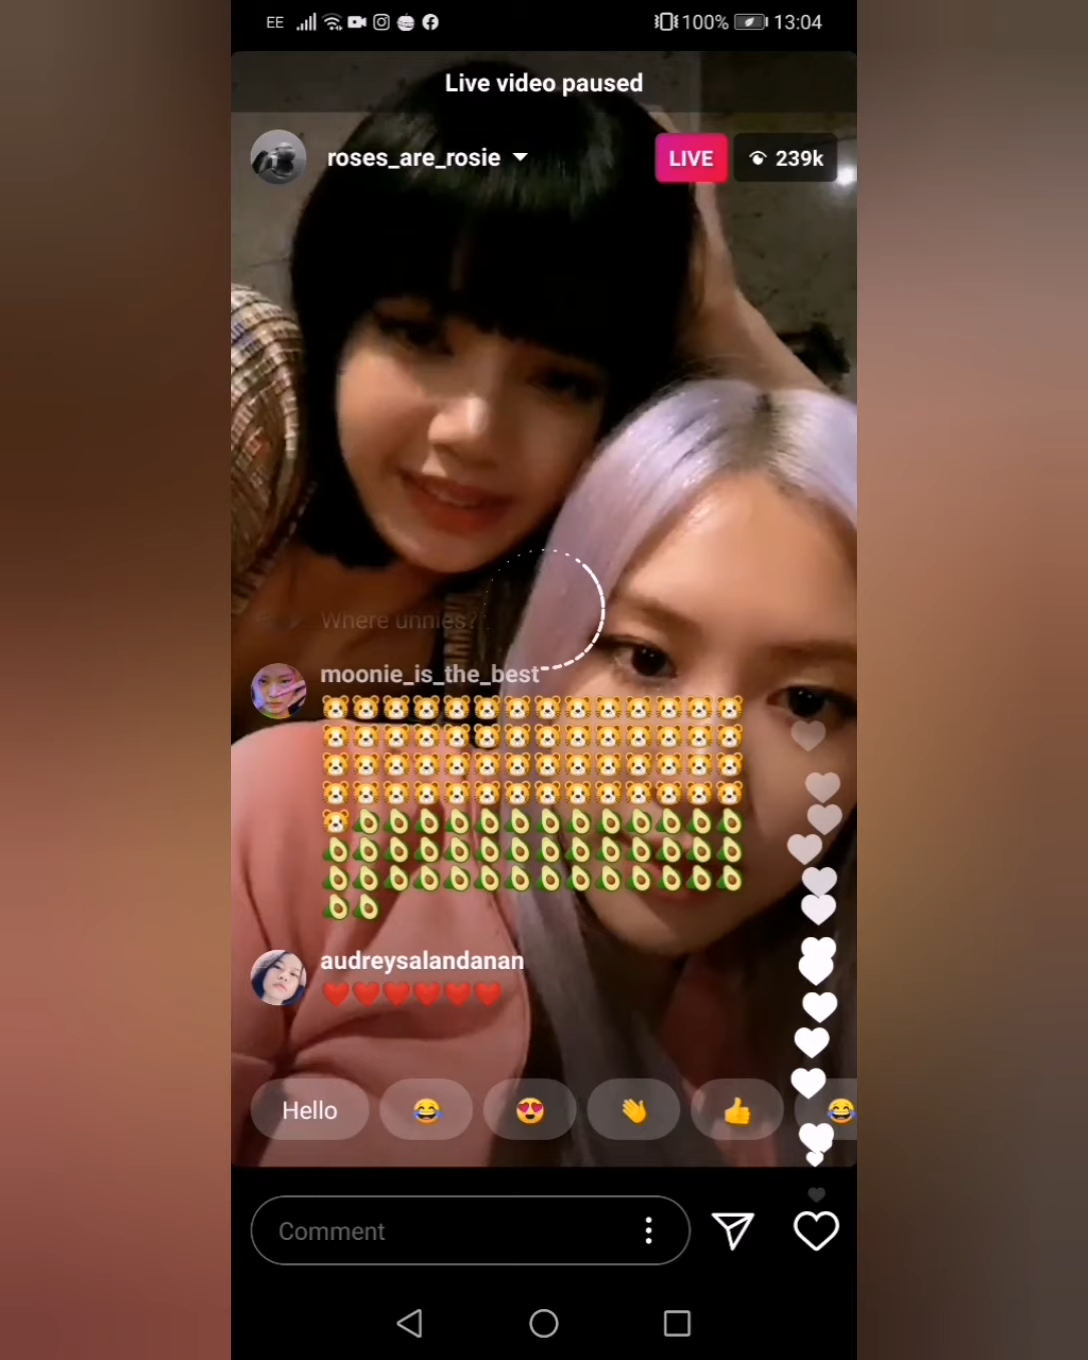 EE 100% 13:04
Live video paused
roses_are_rosie LIVE 239k
Where unnies?
moonie_is_the_best
audreysalandanan
Hello
Comment